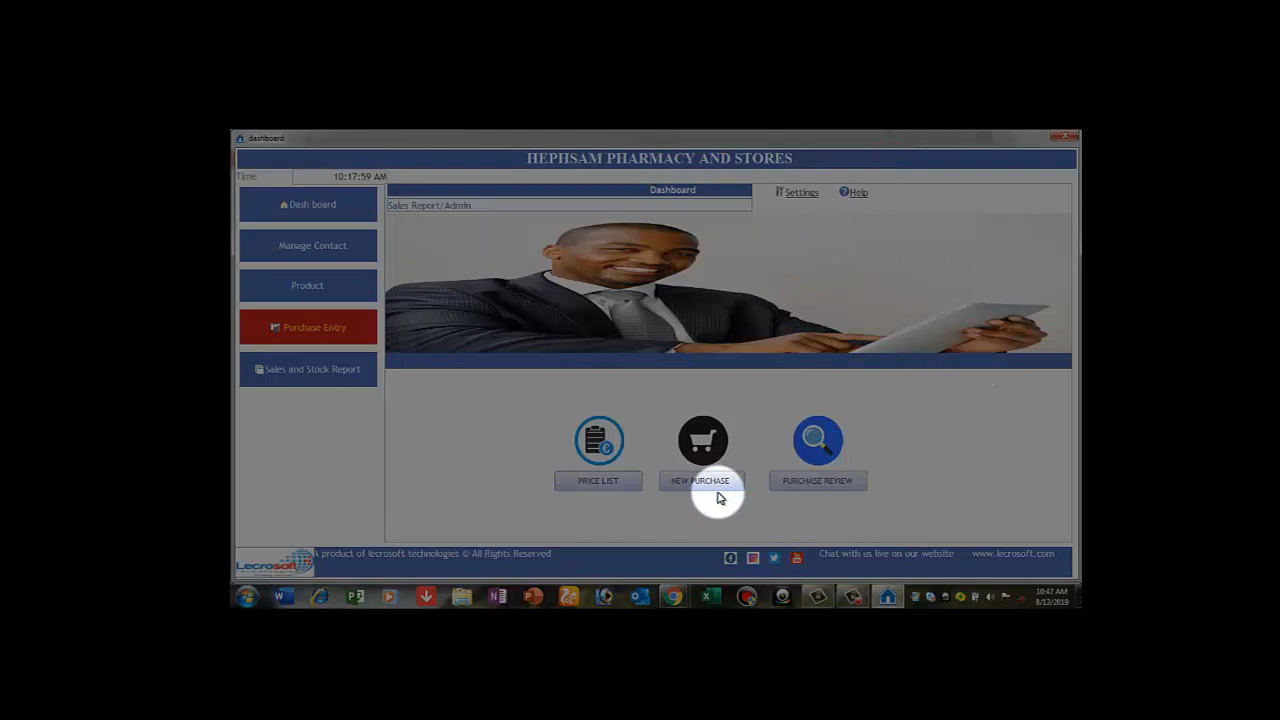 dashboard
HEPHSAM PHARMACY AND STORES
Time 10:17:59 AM
Dashboard
Settings Help
Sales Report/Admin
Dash board
Manage Contact
Product
Purchase Entry
Sales and Stock Report
PRICE LIST NEW PURCHASE PURCHASE REVIEW
Lecrosoft
A product of lecrosoft technologies © All Rights Reserved
Chat with us live on our website www.lecrosoft.com
10:47 AM
8/13/2019